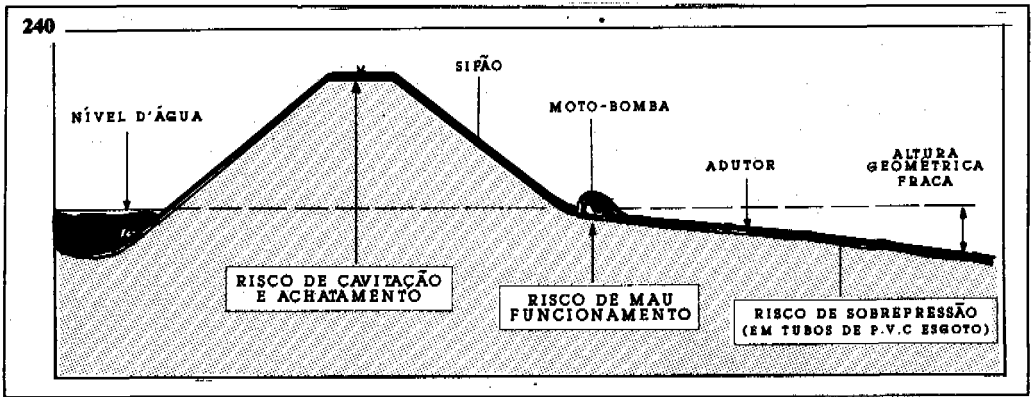 240
SIFÃO
NÍVEL D'ÁGUA
MOTO-BOMBA
ADUTOR
ALTURA
GEOMÉTRICA
FRACA
RISCO DE CAVITAÇÃO
E ACHATAMENTO
RISCO DE MAU
FUNCIONAMENTO
RISCO DE SOBREPRESSÃO
(EM TUBOS DE P.V.C ESGOTO)